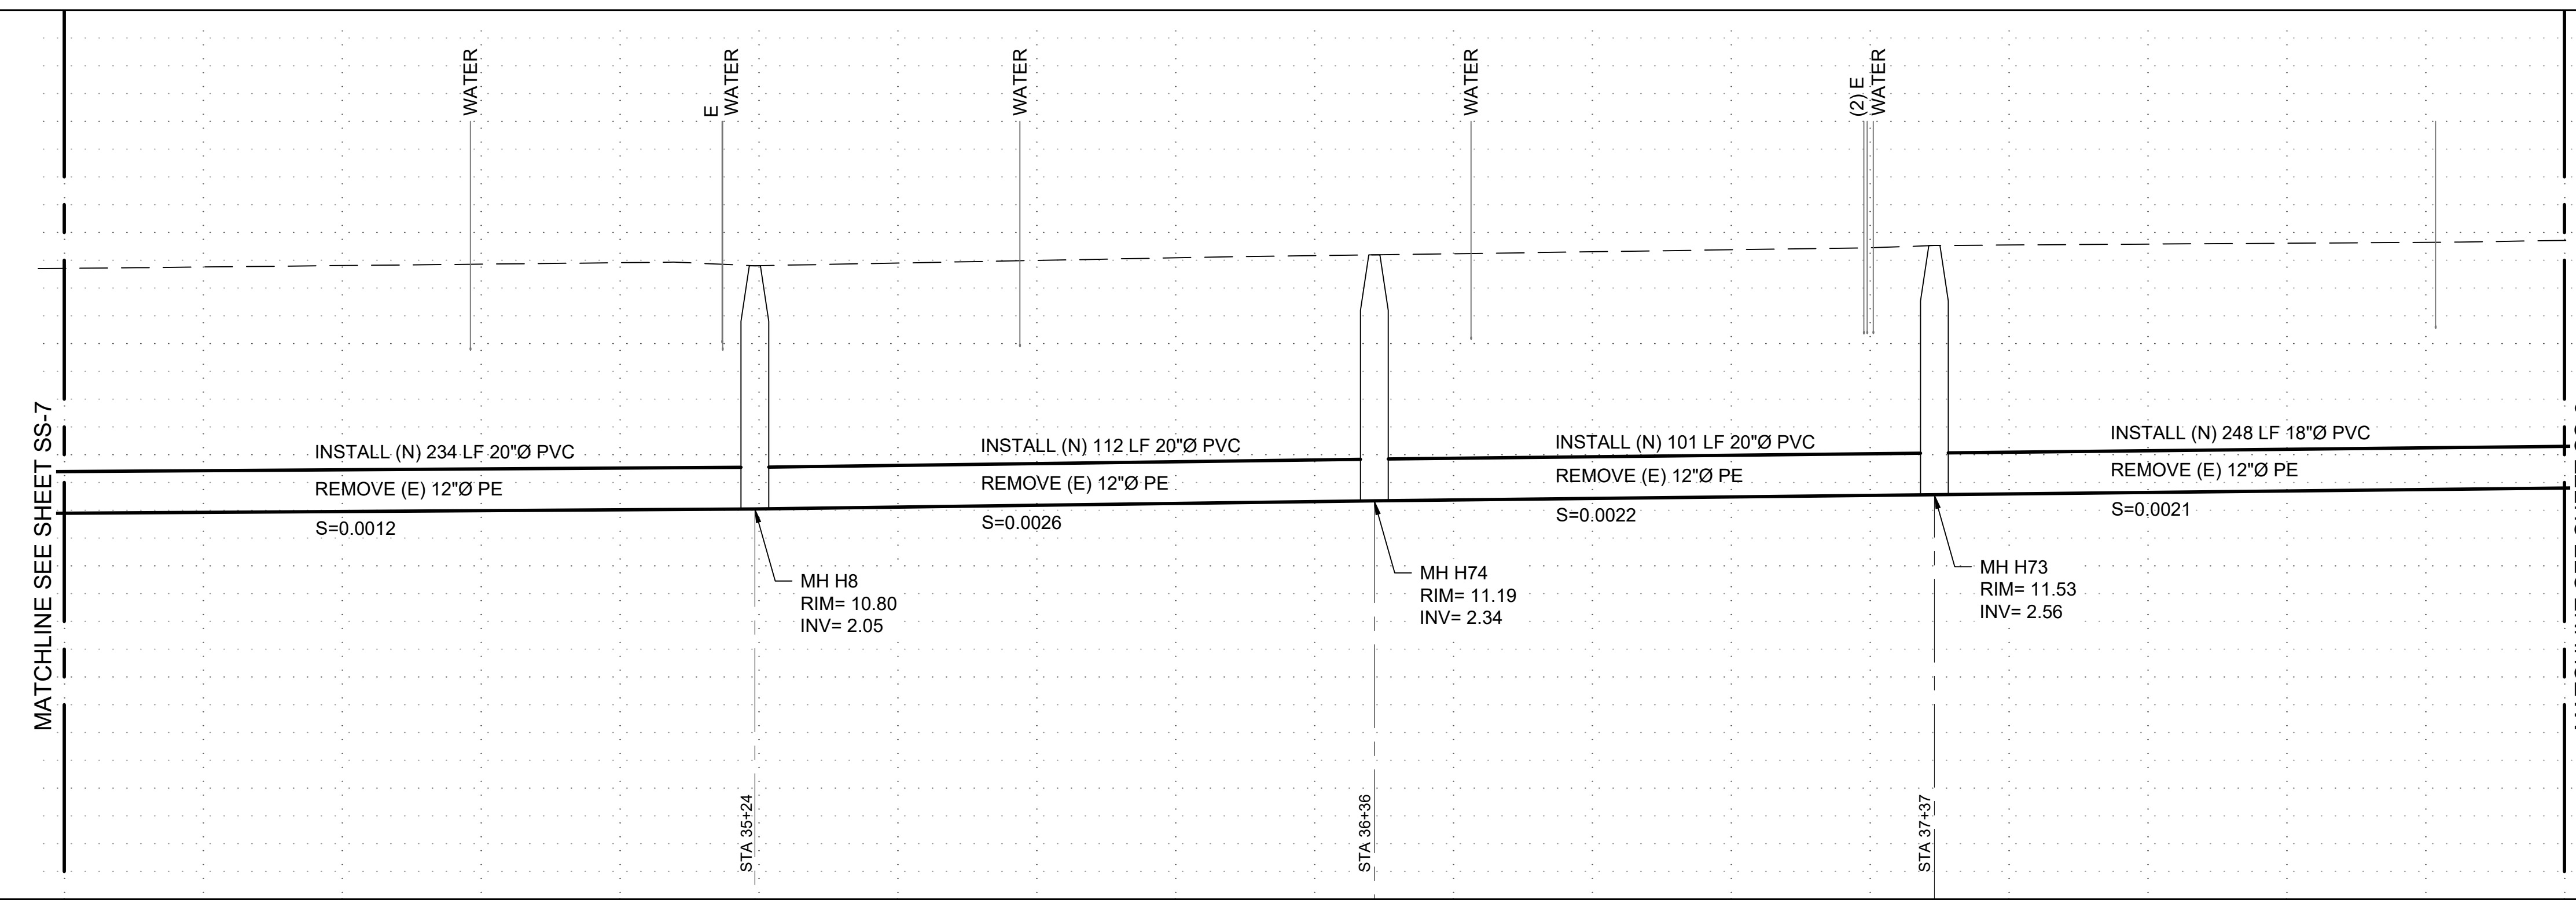 WATER
E
WATER
WATER
WATER
(2) E
WATER
MATCHLINE SEE SHEET SS-7
INSTALL (N) 234 LF 20"Ø PVC
REMOVE (E) 12"Ø PE
S=0.0012
INSTALL (N) 112 LF 20"Ø PVC
REMOVE (E) 12"Ø PE
S=0.0026
INSTALL (N) 101 LF 20"Ø PVC
REMOVE (E) 12"Ø PE
S=0.0022
INSTALL (N) 248 LF 18"Ø PVC
REMOVE (E) 12"Ø PE
S=0.0021
MH H8
RIM= 10.80
INV= 2.05
MH H74
RIM= 11.19
INV= 2.34
MH H73
RIM= 11.53
INV= 2.56
STA 35+24
STA 36+36
STA 37+37